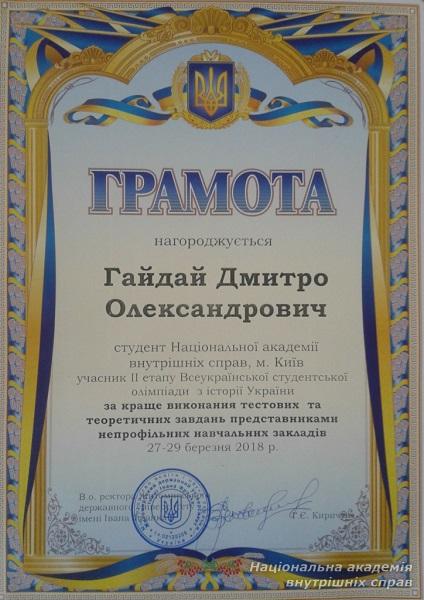 ГРАМОТА
нагороджується
Гайдай Дмитро
Олександрович
студент Національної академії
внутрішніх справ, м. Київ
учасник ІІ етапу Всеукраїнської студентської
олімпіади з історії України
за краще виконання тестових та
теоретичних завдань представниками
непрофільних навчальних закладів
27-29 березня 2018 р.
В.о. ректора
державного
імені Івана
Г.Є.
Національна академія
внутрішніх справ